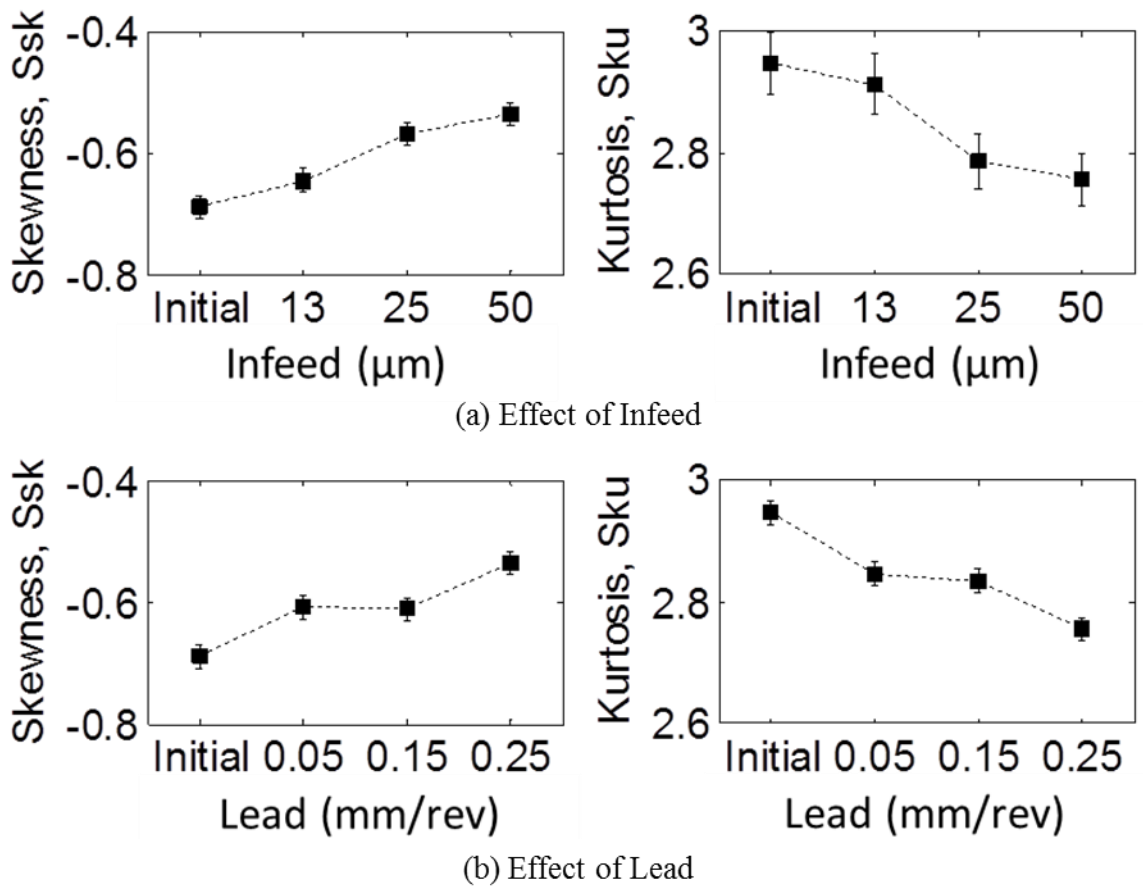 Skewness, Ssk
-0.4
-0.6
-0.8
Initial 13 25 50
Infeed (μm)
Kurtosis, Sku
3
2.8
2.6
Initial 13 25 50
Infeed (μm)
(a) Effect of Infeed
Skewness, Ssk
-0.4
-0.6
-0.8
Initial 0.05 0.15 0.25
Lead (mm/rev)
Kurtosis, Sku
3
2.8
2.6
Initial 0.05 0.15 0.25
Lead (mm/rev)
(b) Effect of Lead